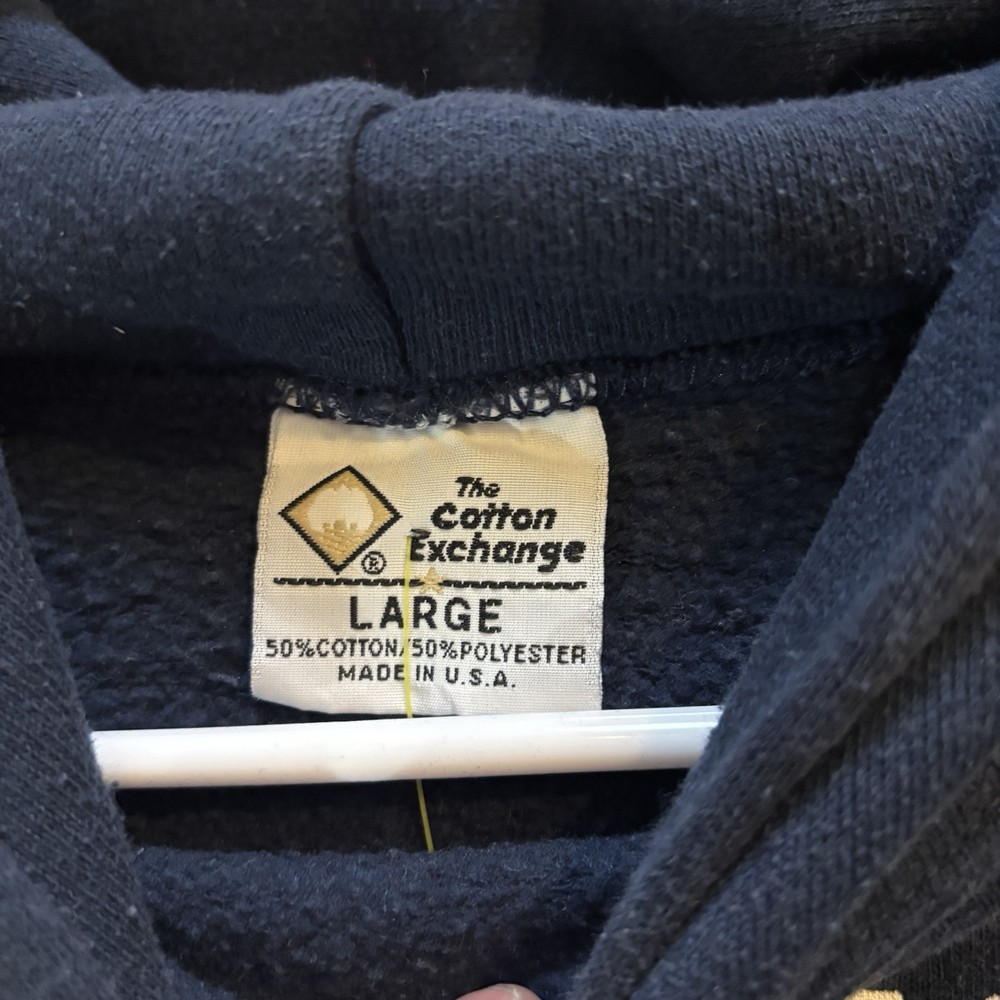 The
Cotton
Exchange
®
LARGE
50%COTTON/50%POLYESTER
MADE IN U.S.A.